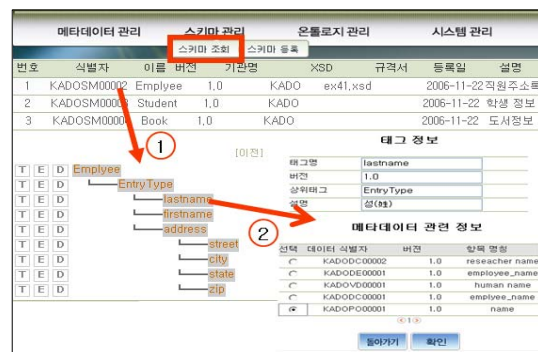 메타데이터 관리 스키마 관리 온톨로지 관리 시스템 관리
스키마 조회 스키마 등록
번호 식별자 이름 버전 기관명 XSD 규격서 등록일 설명
1 KADOSM00002 Emplyee 1,0 KADO ex41,xsd 2006-11-22 직원주소록
2 Student 1,0 KADO 2006-11-22 학생 정보
3 Book 1,0 KADO 2006-11-22 도서정보
[이전]
1
T E D Emplyee
T E D EntryType
T E D lastname
T E D firstname
T E D address
T E D street
T E D city
T E D state
T E D zip
2
태그 정보
태그명 lastname
버전 1.0
상위태그 EntryType
설명 성(姓)
메타데이터 관련 정보
선택 데이터 식별자 버전 항목 명칭
KADODC00002 1.0 reseacher name
KADODE00001 1.0 employee_name
KADOVD00001 1.0 human name
KADODC00001 1.0 emplyee_name
KADOPO00001 1.0 name
1
돌아가기 확인